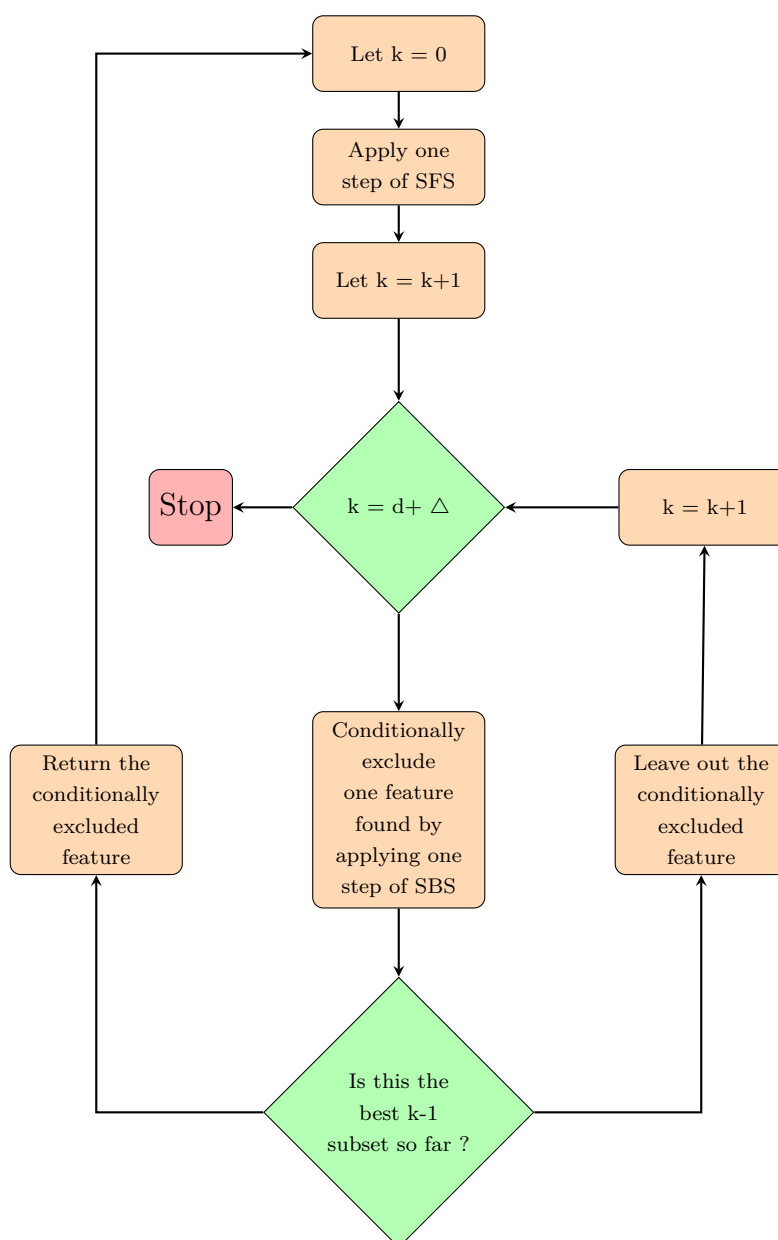 Let k = 0
Apply one
step of SFS
Let k = k+1
Stop
k = d+ △
k = k+1
Return the
conditionally
excluded
feature
Conditionally
exclude
one feature
found by
applying one
step of SBS
Leave out the
conditionally
excluded
feature
Is this the
best k-1
subset so far ?